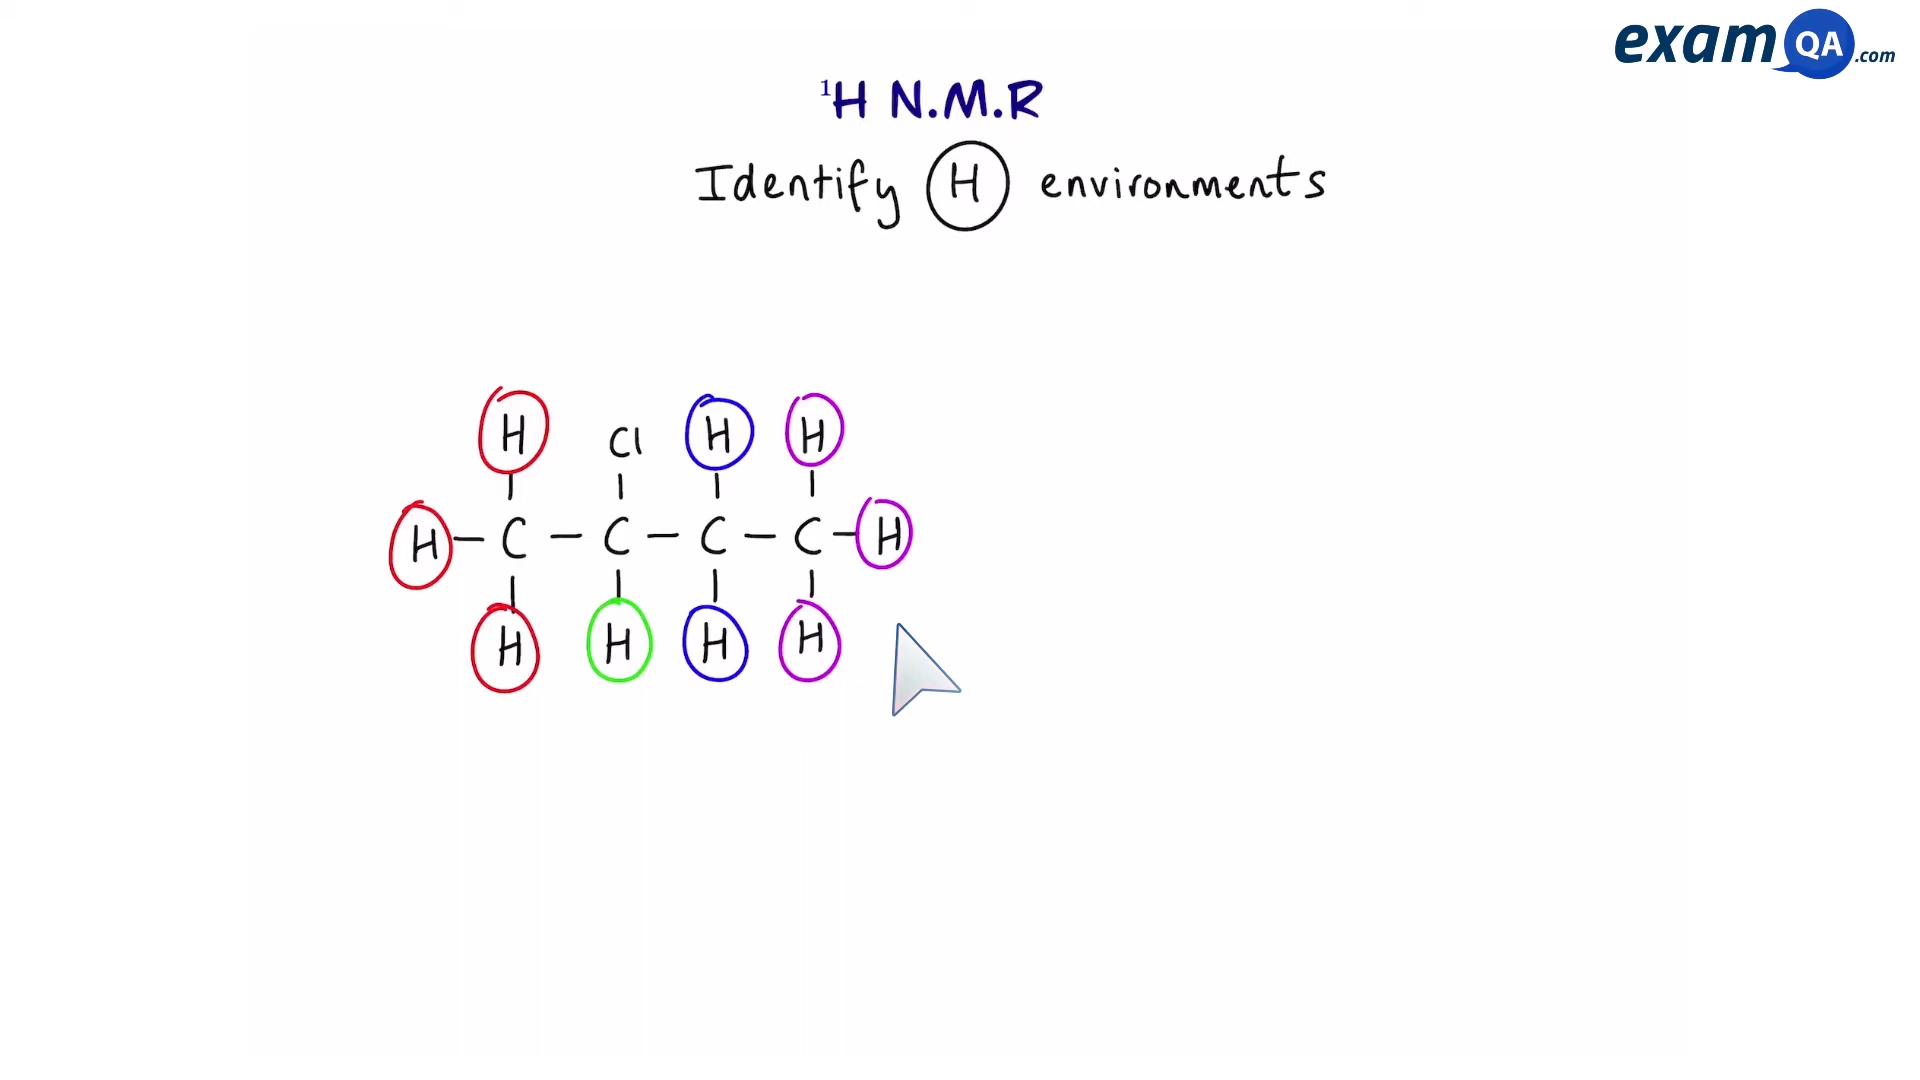 examQA.com
¹H N.M.R
Identify H environments
H Cl H H
H - C - C - C - C - H
H H H H